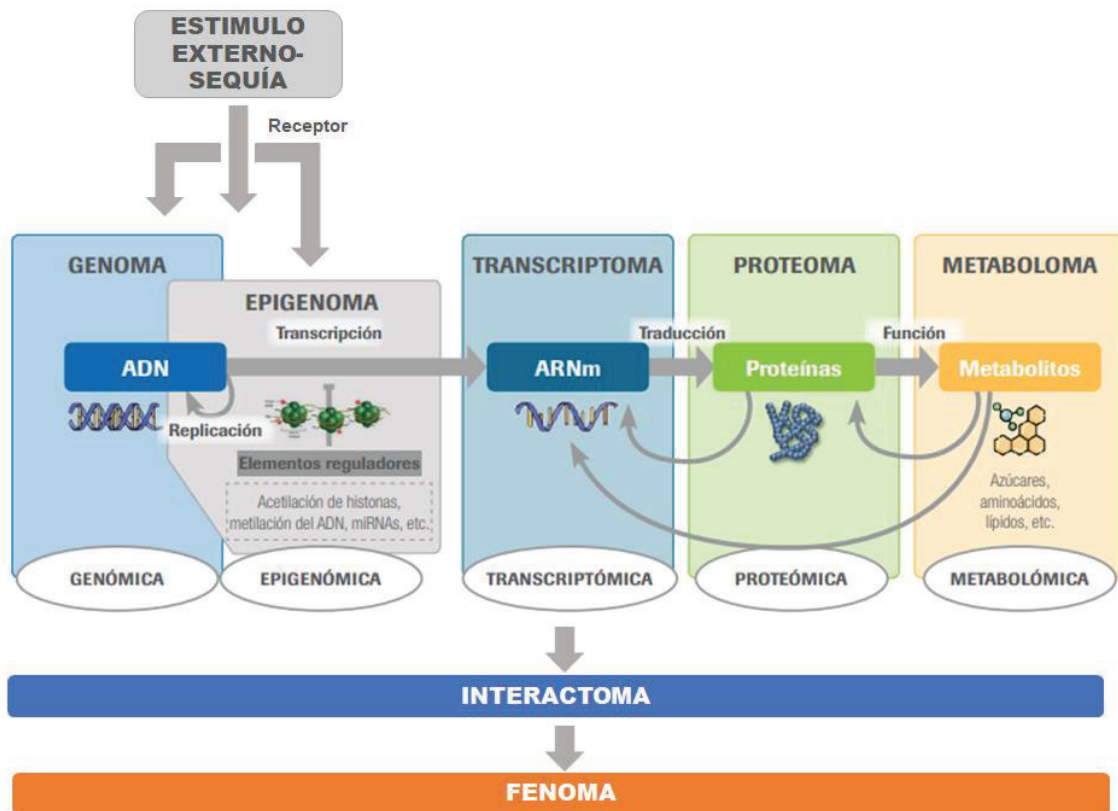 ESTIMULO
EXTERNO-
SEQUÍA
Receptor
GENOMA
EPIGENOMA
TRANSCRIPTOMA
PROTEOMA
METABOLOMA
Transcripción
Traducción
Función
ADN
ARNm
Proteínas
Metabolitos
Replicación
Elementos reguladores
Acetilación de histonas,
metilación del ADN, miRNAs, etc.
Azúcares,
aminoácidos,
lípidos, etc.
GENÓMICA
EPIGENÓMICA
TRANSCRIPTÓMICA
PROTEÓMICA
METABOLÓMICA
INTERACTOMA
FENOMA